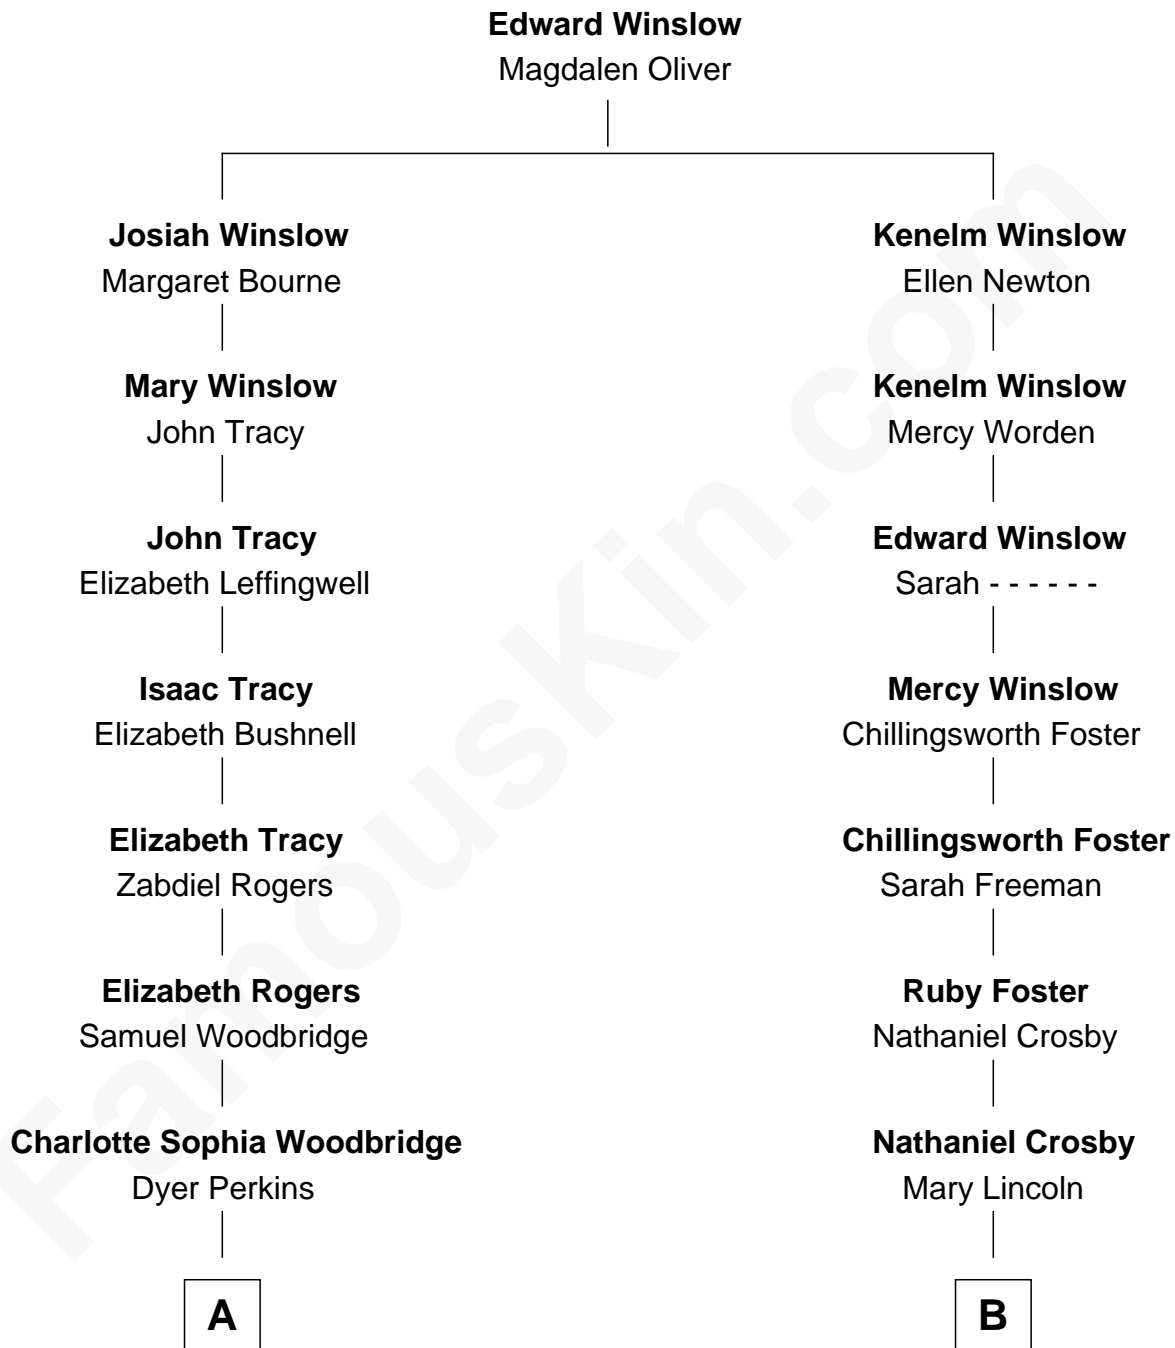 Edward Winslow
Magdalen Oliver
Josiah Winslow
Margaret Bourne
Mary Winslow
John Tracy
John Tracy
Elizabeth Leffingwell
Isaac Tracy
Elizabeth Bushnell
Elizabeth Tracy
Zabdiel Rogers
Elizabeth Rogers
Samuel Woodbridge
Charlotte Sophia Woodbridge
Dyer Perkins
A
Kenelm Winslow
Ellen Newton
Kenelm Winslow
Mercy Worden
Edward Winslow
Sarah - - - - - -
Mercy Winslow
Chillingsworth Foster
Chillingsworth Foster
Sarah Freeman
Ruby Foster
Nathaniel Crosby
Nathaniel Crosby
Mary Lincoln
B
FamousKin.com